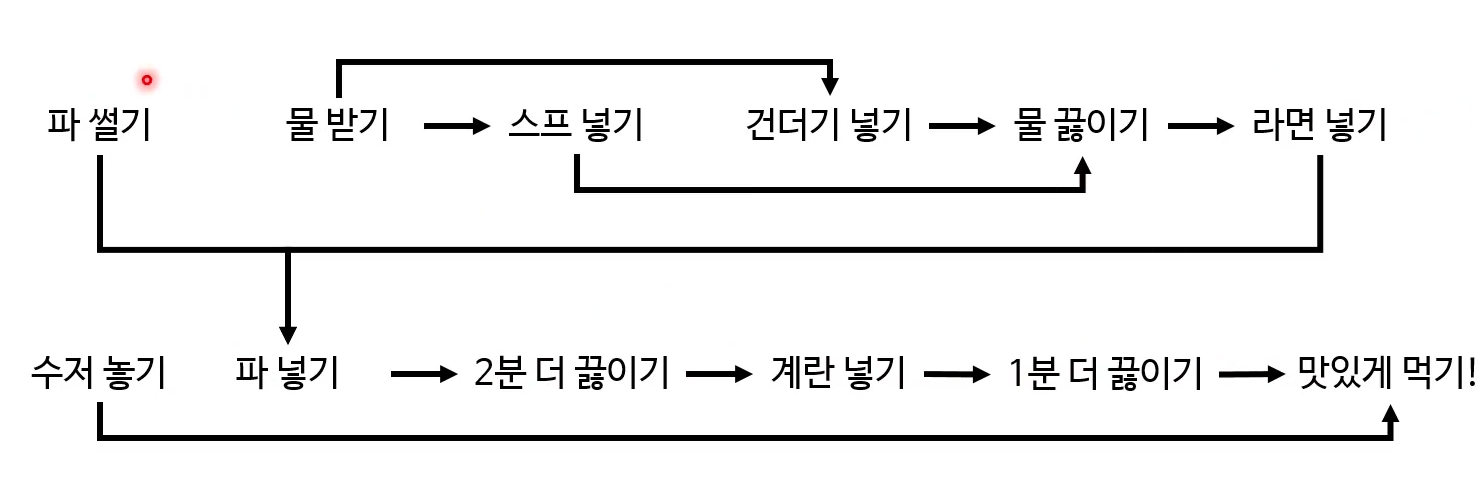 파 썰기 물 받기 스프 넣기 건더기 넣기 물 끓이기 라면 넣기
수저 놓기 파 넣기 2분 더 끓이기 계란 넣기 1분 더 끓이기 맛있게 먹기!